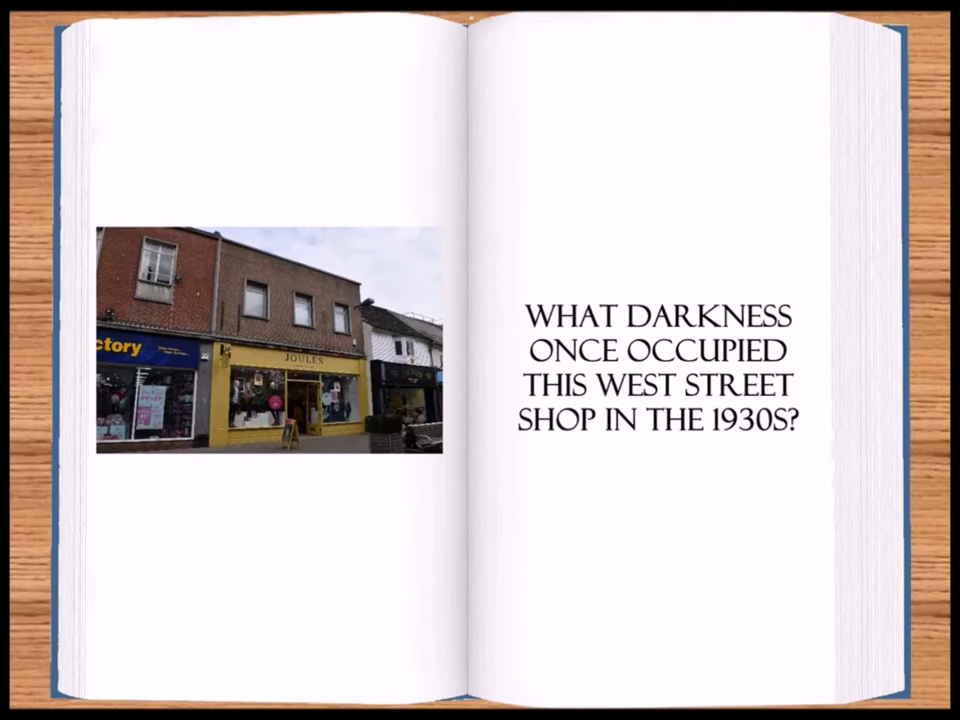 ctory
JOULES
WHAT DARKNESS
ONCE OCCUPIED
THIS WEST STREET
SHOP IN THE 1930S?